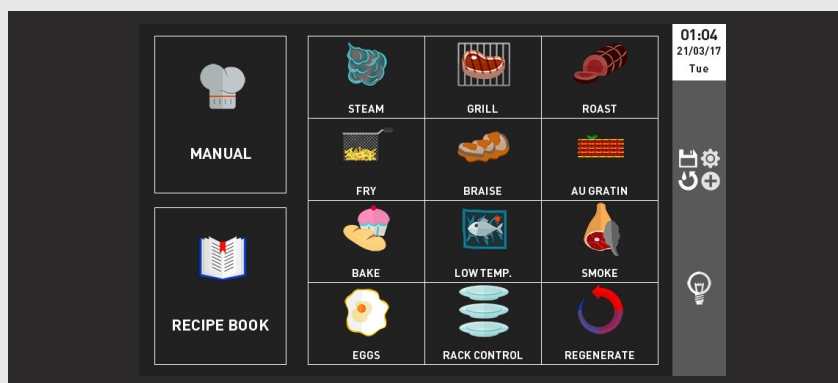 MANUAL
RECIPE BOOK
STEAM
GRILL
ROAST
FRY
BRAISE
AU GRATIN
BAKE
LOW TEMP.
SMOKE
EGGS
RACK CONTROL
REGENERATE
01:04
21/03/17
Tue